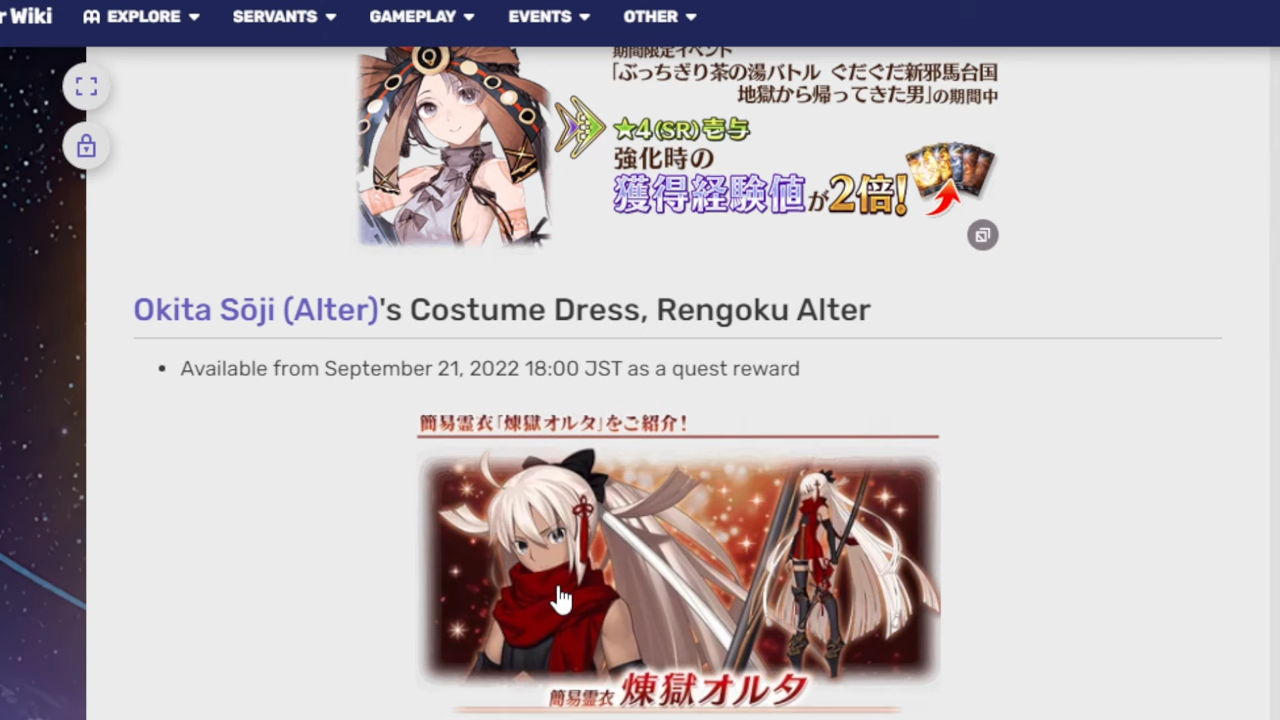 r Wiki EXPLORE SERVANTS GAMEPLAY EVENTS OTHER
期間限定イベント
「ぶっちぎり茶の湯バトル ぐだぐだ新邪馬台国
地獄から帰ってきた男」の期間中
★4(SR)壱与
強化時の
獲得経験値が2倍!
Okita Sōji (Alter)'s Costume Dress, Rengoku Alter
• Available from September 21, 2022 18:00 JST as a quest reward
簡易霊衣「煉獄オルタ」をご紹介!
簡易霊衣 煉獄オルタ